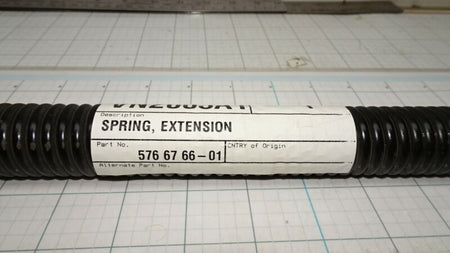 Description
SPRING, EXTENSION
Part No. CNTRY of Origin
576 67 66-01
Alternate Part No.